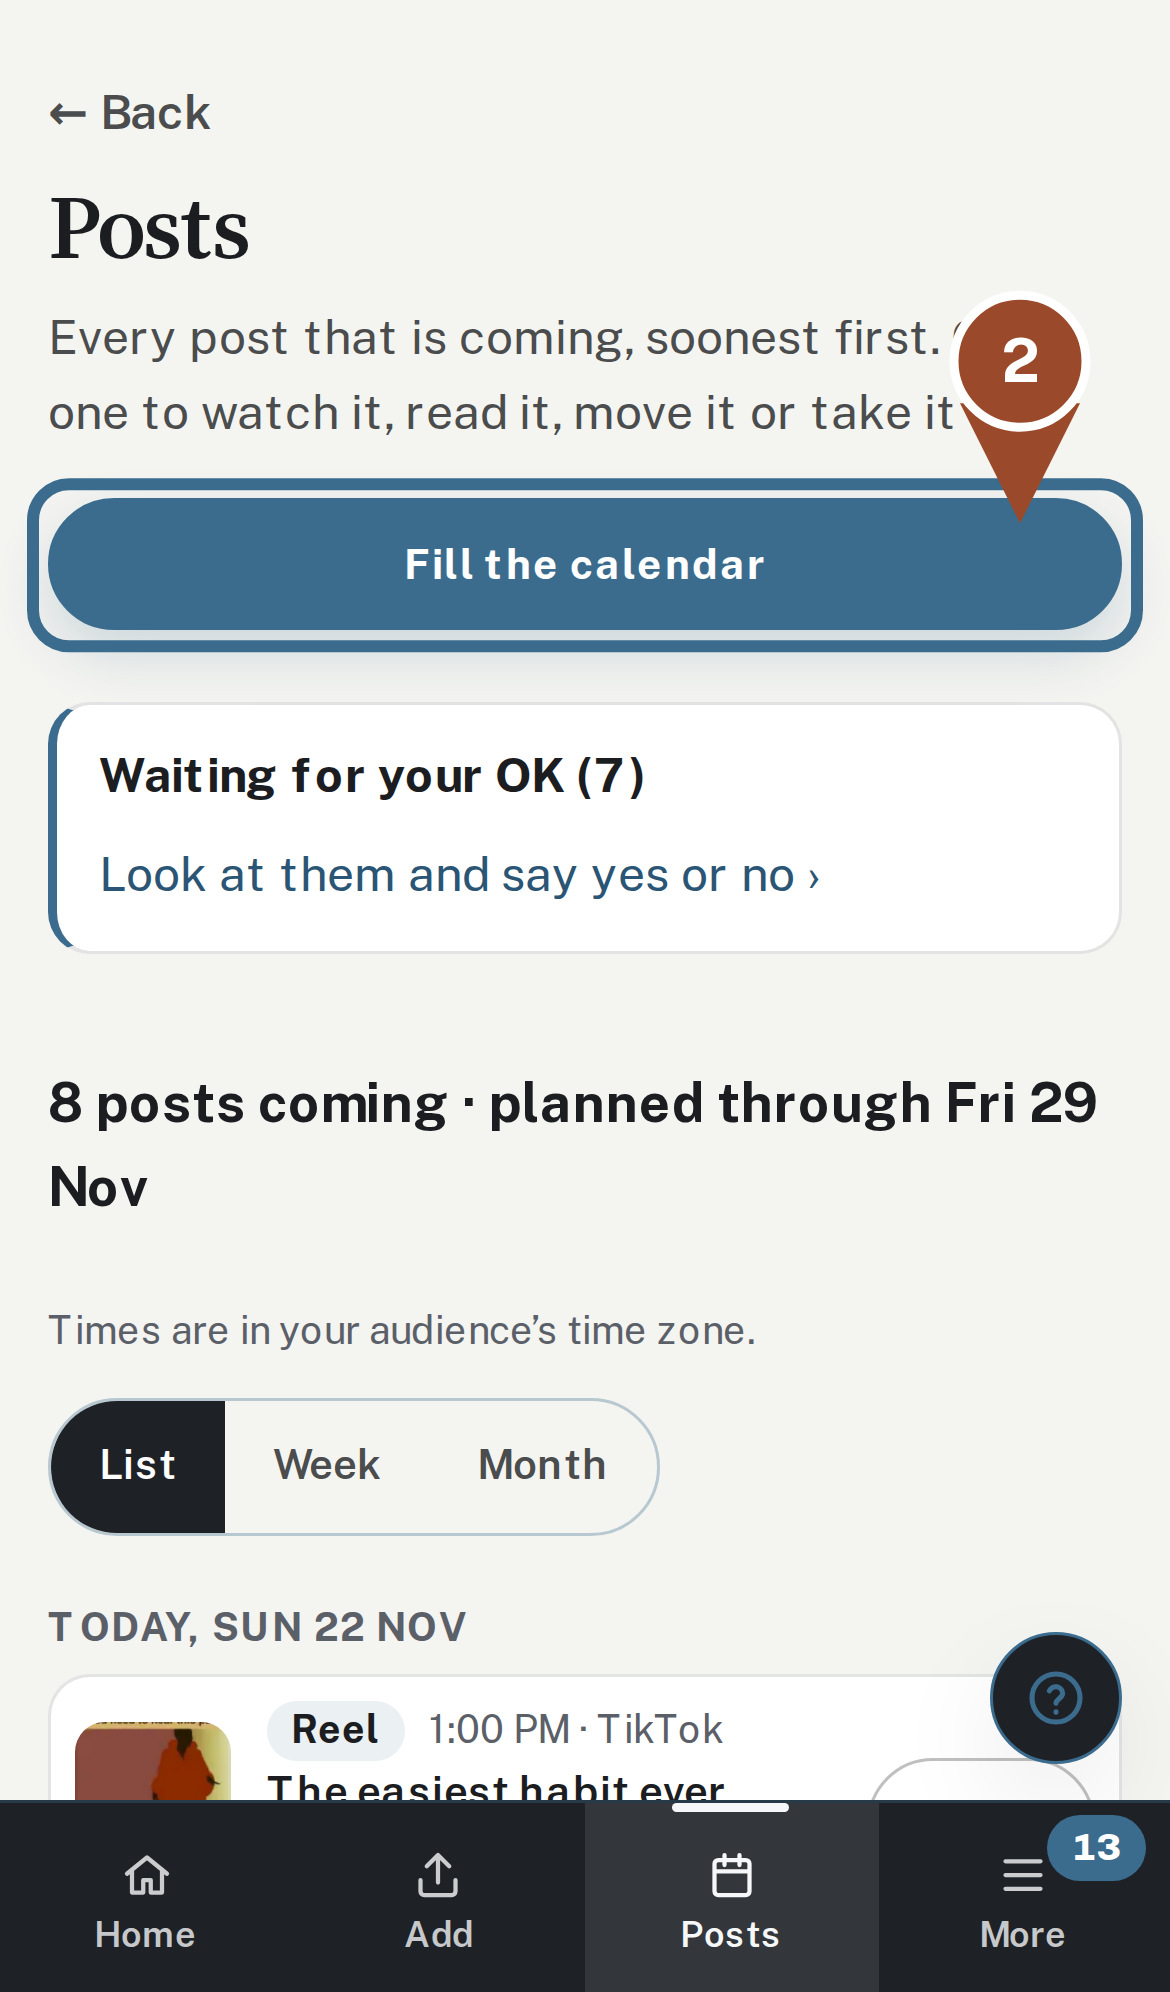 ← Back
Posts
Every post that is coming, soonest first.
one to watch it, read it, move it or take it
2
Fill the calendar
Waiting for your OK (7)
Look at them and say yes or no ›
8 posts coming · planned through Fri 29
Nov
Times are in your audience’s time zone.
List Week Month
TODAY, SUN 22 NOV
Reel 1:00 PM · TikTok
The easiest habit ever
13
Home Add Posts More